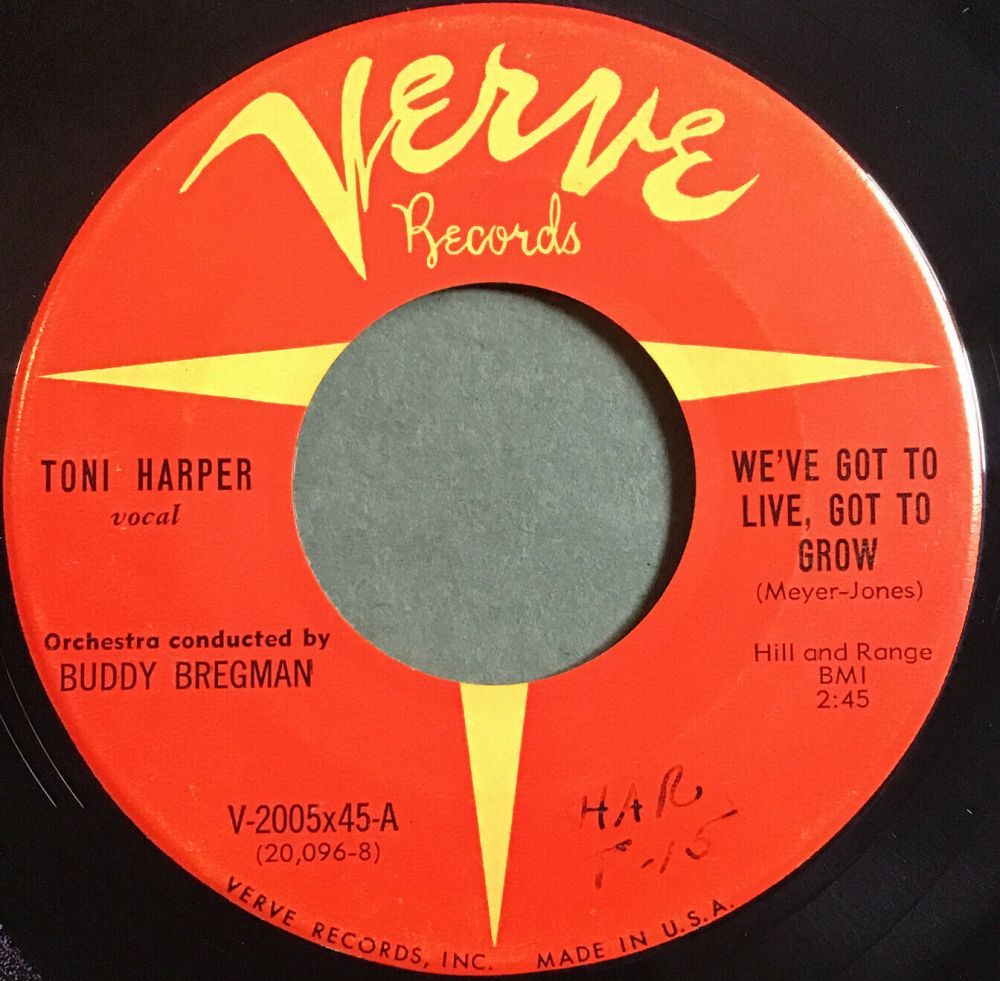 Verve
Records
TONI HARPER
vocal
Orchestra conducted by
BUDDY BREGMAN
WE'VE GOT TO
LIVE, GOT TO
GROW
(Meyer-Jones)
Hill and Range
BMI
2:45
V-2005x45-A
(20,096-8)
HAR
VERVE RECORDS, INC. MADE IN U.S.A.